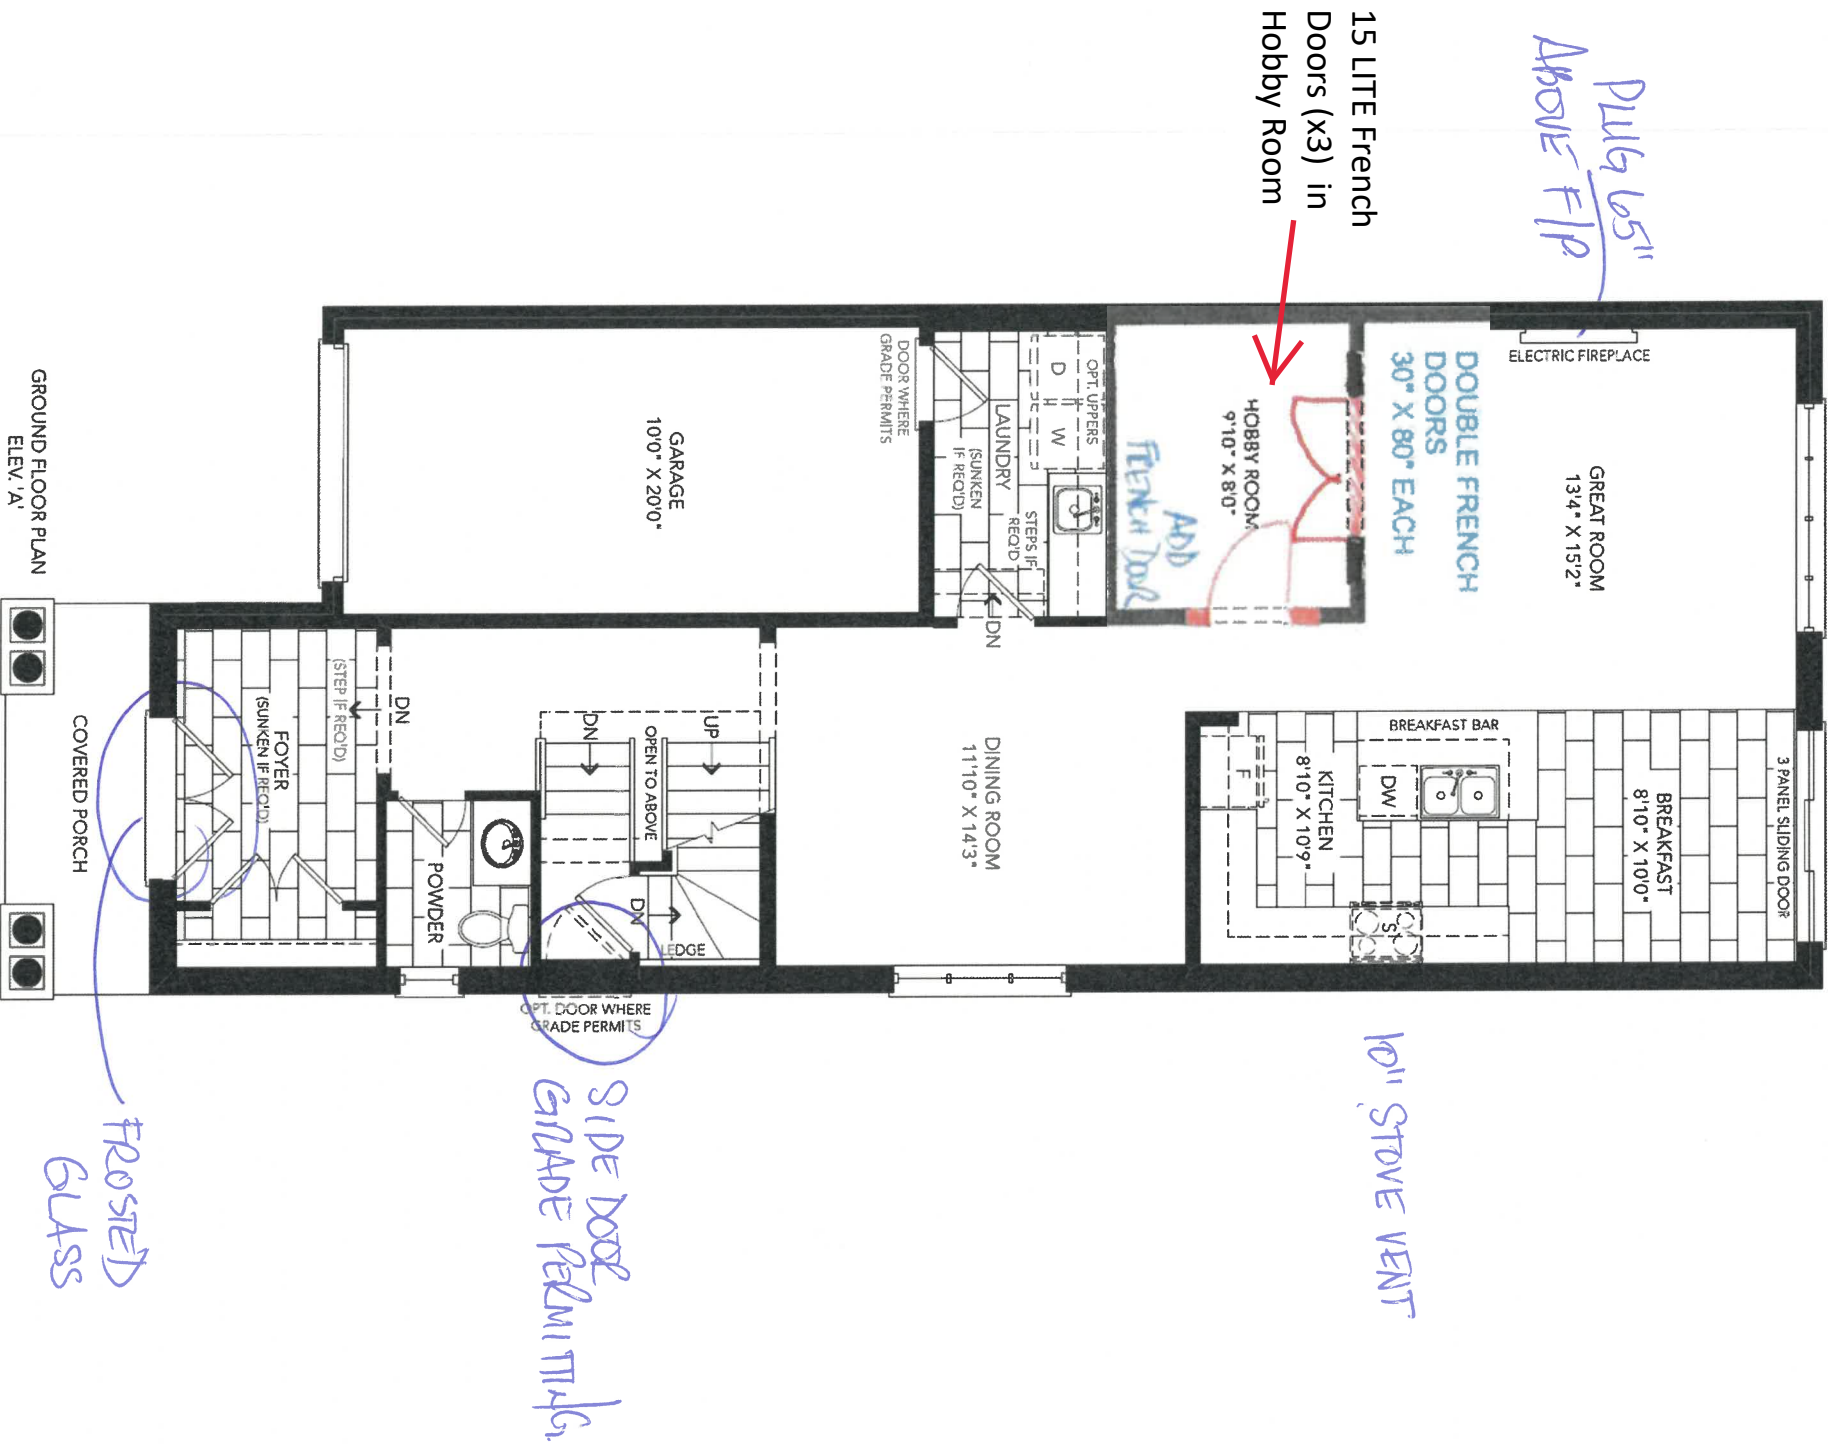 PLUG 65"
ABOVE F/P
15 LITE French
Doors (x3) in
Hobby Room
ELECTRIC FIREPLACE
GREAT ROOM
13'4" X 15'2"
DOUBLE FRENCH
DOORS
30" X 80" EACH
HOBBY ROOM
9'10" X 8'0"
ADD
FRENCH DOOR
OPT. UPPERS
D
W
LAUNDRY
(SUNKEN
IF REQ'D)
STEPS IF
REQ'D
DN
DOOR WHERE
GRADE PERMITS
GARAGE
10'0" X 20'0"
3 PANEL SLIDING DOOR
BREAKFAST
8'10" X 10'0"
BREAKFAST BAR
DW
KITCHEN
8'10" X 10'9"
F
S
DINING ROOM
11'10" X 14'3"
UP
OPEN TO ABOVE
DN
DN
LEDGE
DN
(STEP IF REQ'D)
FOYER
(SUNKEN IF REQ'D)
POWDER
COVERED PORCH
OPT. DOOR WHERE
GRADE PERMITS
10" STOVE VENT
SIDE DOOR
GRADE PERMITTING.
FROSTED
GLASS
GROUND FLOOR PLAN
ELEV. 'A'